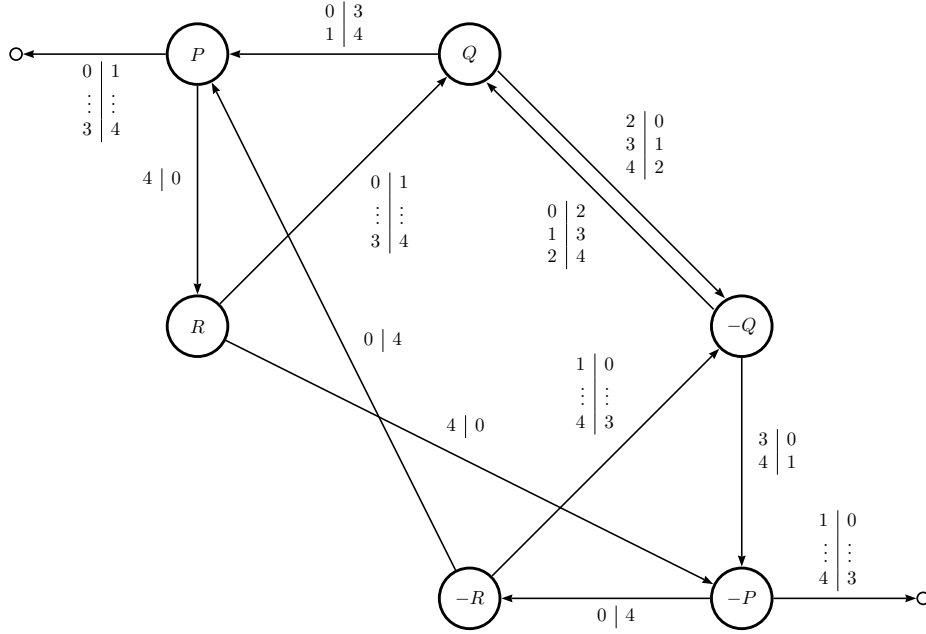 0 | 3
1 | 4
P
Q
0 | 1
⋮ | ⋮
3 | 4
2 | 0
3 | 1
4 | 2
4 | 0
0 | 1
⋮ | ⋮
3 | 4
0 | 2
1 | 3
2 | 4
R
−Q
0 | 4
1 | 0
⋮ | ⋮
4 | 3
4 | 0
3 | 0
4 | 1
1 | 0
⋮ | ⋮
4 | 3
−R
−P
0 | 4